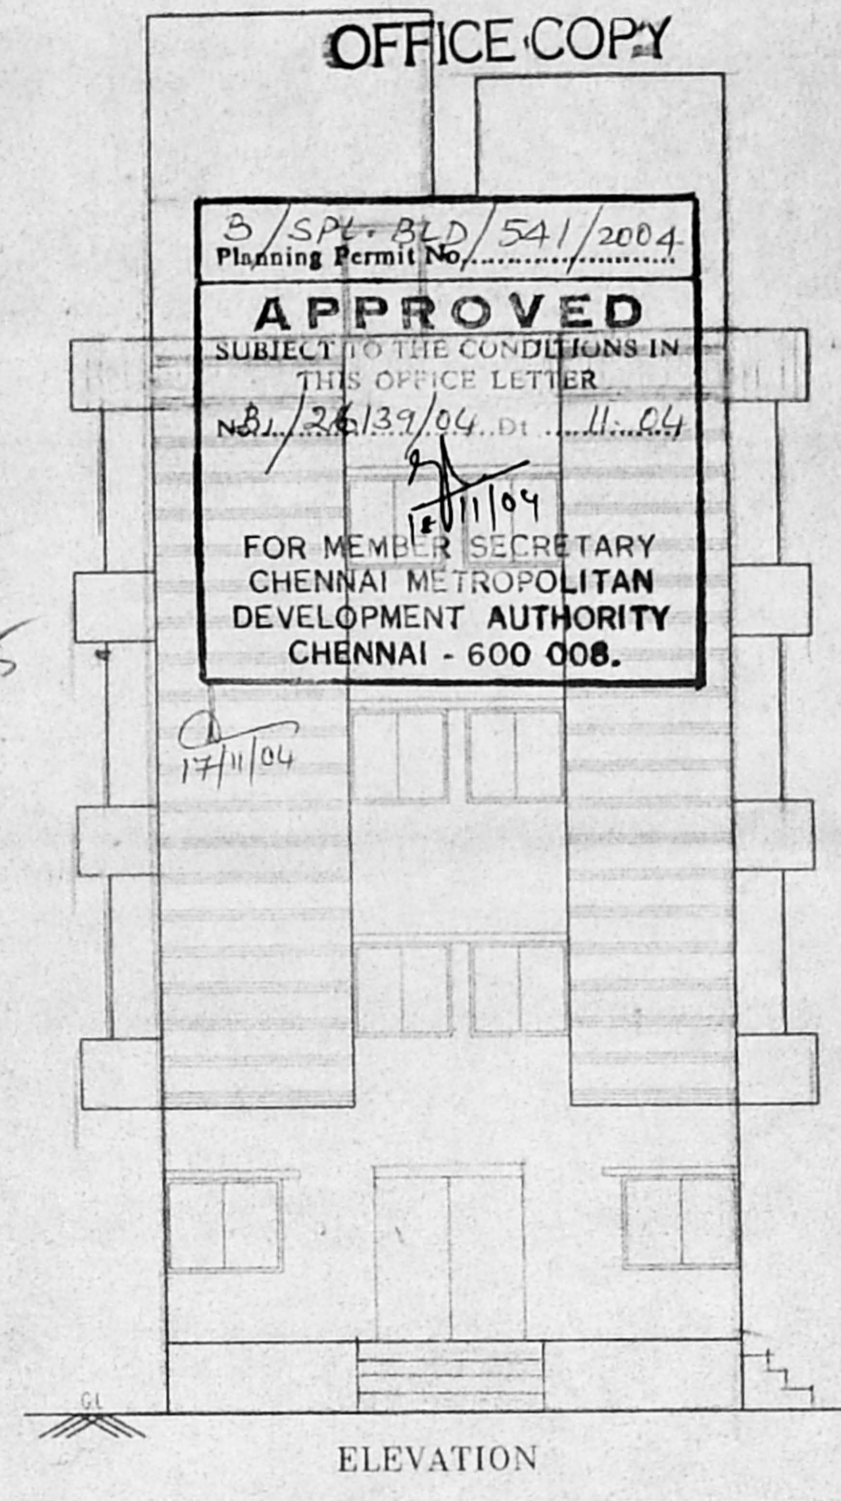 OFFICE COPY
B/SPL. BLD/541/2004
Planning Permit No.
APPROVED
SUBJECT TO THE CONDITIONS IN
THIS OFFICE LETTER
No. B1/26139/04 Dt 11.04
11/04
FOR MEMBER SECRETARY
CHENNAI METROPOLITAN
DEVELOPMENT AUTHORITY
CHENNAI - 600 008.
17/11/04
GL
ELEVATION